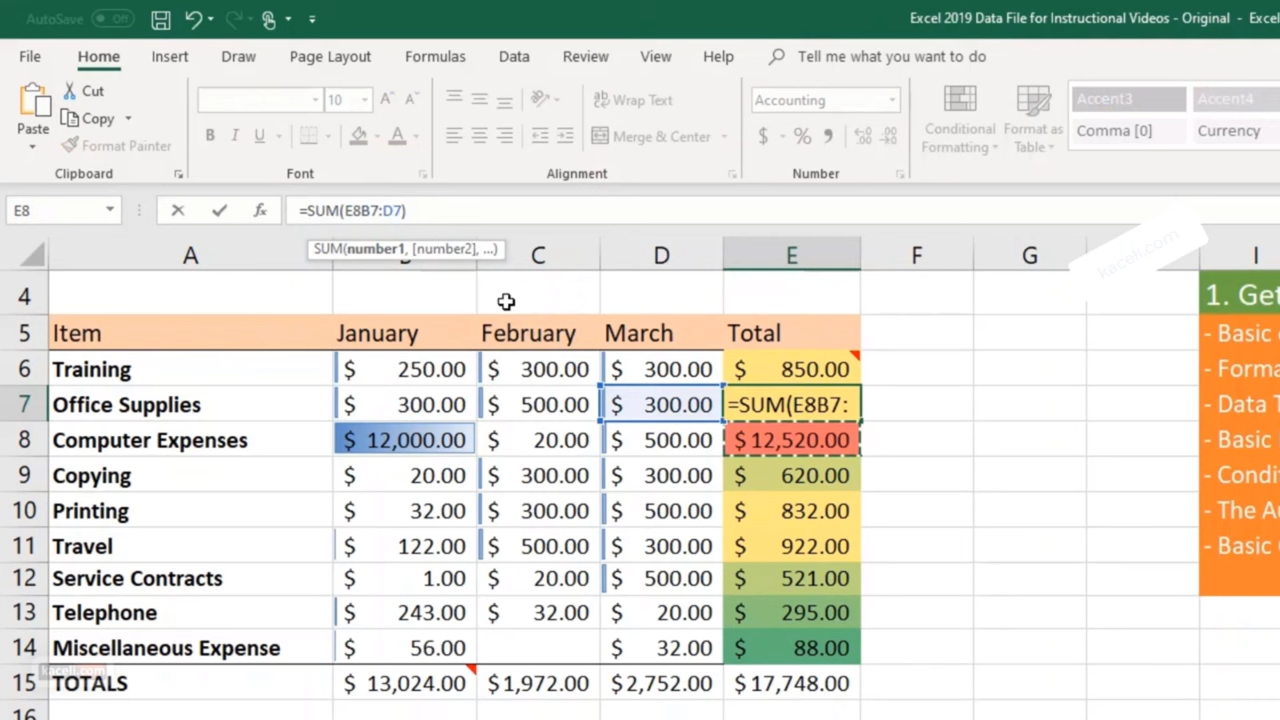 AutoSave Off Excel 2019 Data File for Instructional Videos - Original - Exce
File Home Insert Draw Page Layout Formulas Data Review View Help Tell me what you want to do
Paste Cut Copy Format Painter
10 A A B I U A
ab Wrap Text Merge & Center
Accounting $ % ,
Conditional Formatting Format as Table
Accent3 Accent4
Comma [0] Currency
Clipboard Font Alignment Number
E8 fx =SUM(E8B7:D7)
SUM(number1, [number2], ...)
A B C D E F G I
kaceli.com
4 1. Get
5 Item January February March Total - Basic
6 Training $ 250.00 $ 300.00 $ 300.00 $ 850.00 - Forma
7 Office Supplies $ 300.00 $ 500.00 $ 300.00 =SUM(E8B7: - Data T
8 Computer Expenses $ 12,000.00 $ 20.00 $ 500.00 $12,520.00 - Basic
9 Copying $ 20.00 $ 300.00 $ 300.00 $ 620.00 - Condi
10 Printing $ 32.00 $ 300.00 $ 500.00 $ 832.00 - The A
11 Travel $ 122.00 $ 500.00 $ 300.00 $ 922.00 - Basic
12 Service Contracts $ 1.00 $ 20.00 $ 500.00 $ 521.00
13 Telephone $ 243.00 $ 32.00 $ 20.00 $ 295.00
14 Miscellaneous Expense $ 56.00 $ 32.00 $ 88.00
kaceli.com
15 TOTALS $ 13,024.00 $1,972.00 $2,752.00 $17,748.00
16